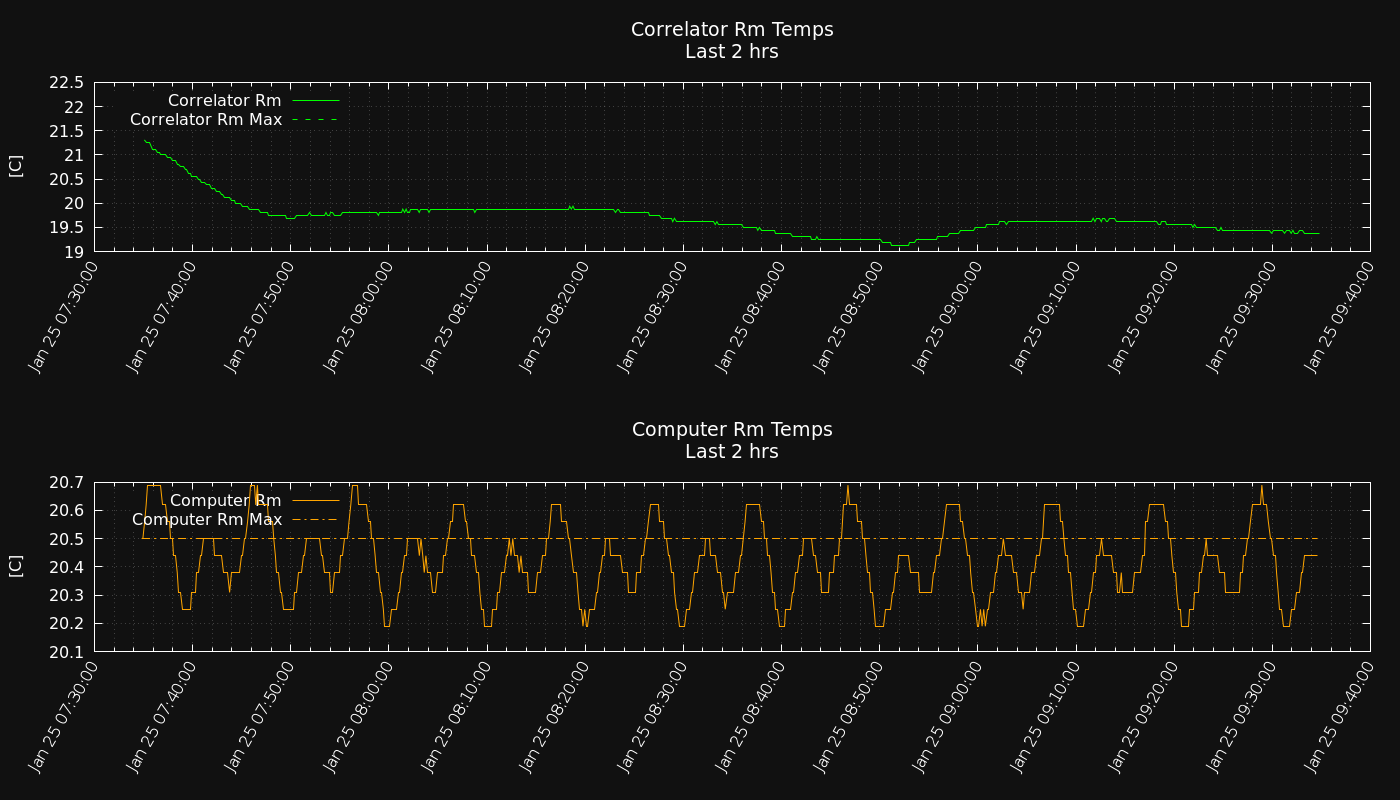 Correlator Rm Temps
Last 2 hrs
22.5
22
21.5
21
20.5
20
19.5
19
[C]
Correlator Rm
Correlator Rm Max
Jan 25 07:30:00
Jan 25 07:40:00
Jan 25 07:50:00
Jan 25 08:00:00
Jan 25 08:10:00
Jan 25 08:20:00
Jan 25 08:30:00
Jan 25 08:40:00
Jan 25 08:50:00
Jan 25 09:00:00
Jan 25 09:10:00
Jan 25 09:20:00
Jan 25 09:30:00
Jan 25 09:40:00
Computer Rm Temps
Last 2 hrs
20.7
20.6
20.5
20.4
20.3
20.2
20.1
[C]
Computer Rm
Computer Rm Max
Jan 25 07:30:00
Jan 25 07:40:00
Jan 25 07:50:00
Jan 25 08:00:00
Jan 25 08:10:00
Jan 25 08:20:00
Jan 25 08:30:00
Jan 25 08:40:00
Jan 25 08:50:00
Jan 25 09:00:00
Jan 25 09:10:00
Jan 25 09:20:00
Jan 25 09:30:00
Jan 25 09:40:00